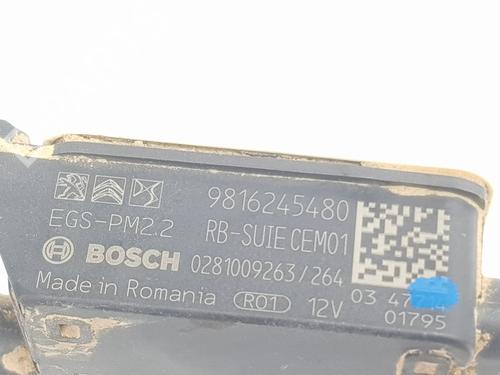 9816245480
EGS-PM2.2 RB-SUIE CEM01
BOSCH 0281009263/264
Made in Romania R01 12V 03 47
01795